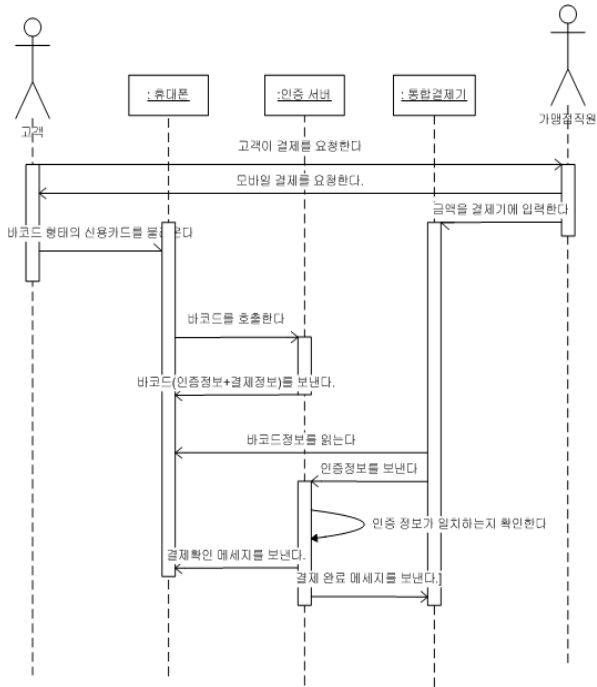 : 휴대폰
:인증 서버
: 통합결제기
고객
가맹점직원
고객이 결제를 요청한다
모바일 결제를 요청한다.
금액을 결제기에 입력한다
바코드 형태의 신용카드를 불러온다
바코드를 호출한다
바코드(인증정보+결제정보)를 보낸다.
바코드정보를 읽는다
인증정보를 보낸다
인증 정보가 일치하는지 확인한다
결제확인 메세지를 보낸다.
결제 완료 메세지를 보낸다.]